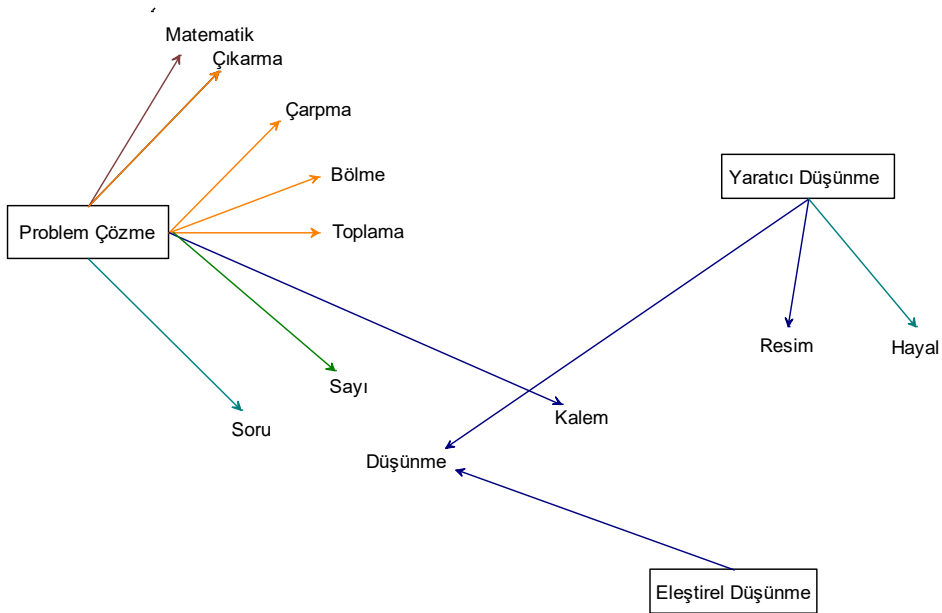 Matematik
Çıkarma
Çarpma
Bölme
Yaratıcı Düşünme
Problem Çözme
Toplama
Resim
Hayal
Sayı
Kalem
Soru
Düşünme
Eleştirel Düşünme